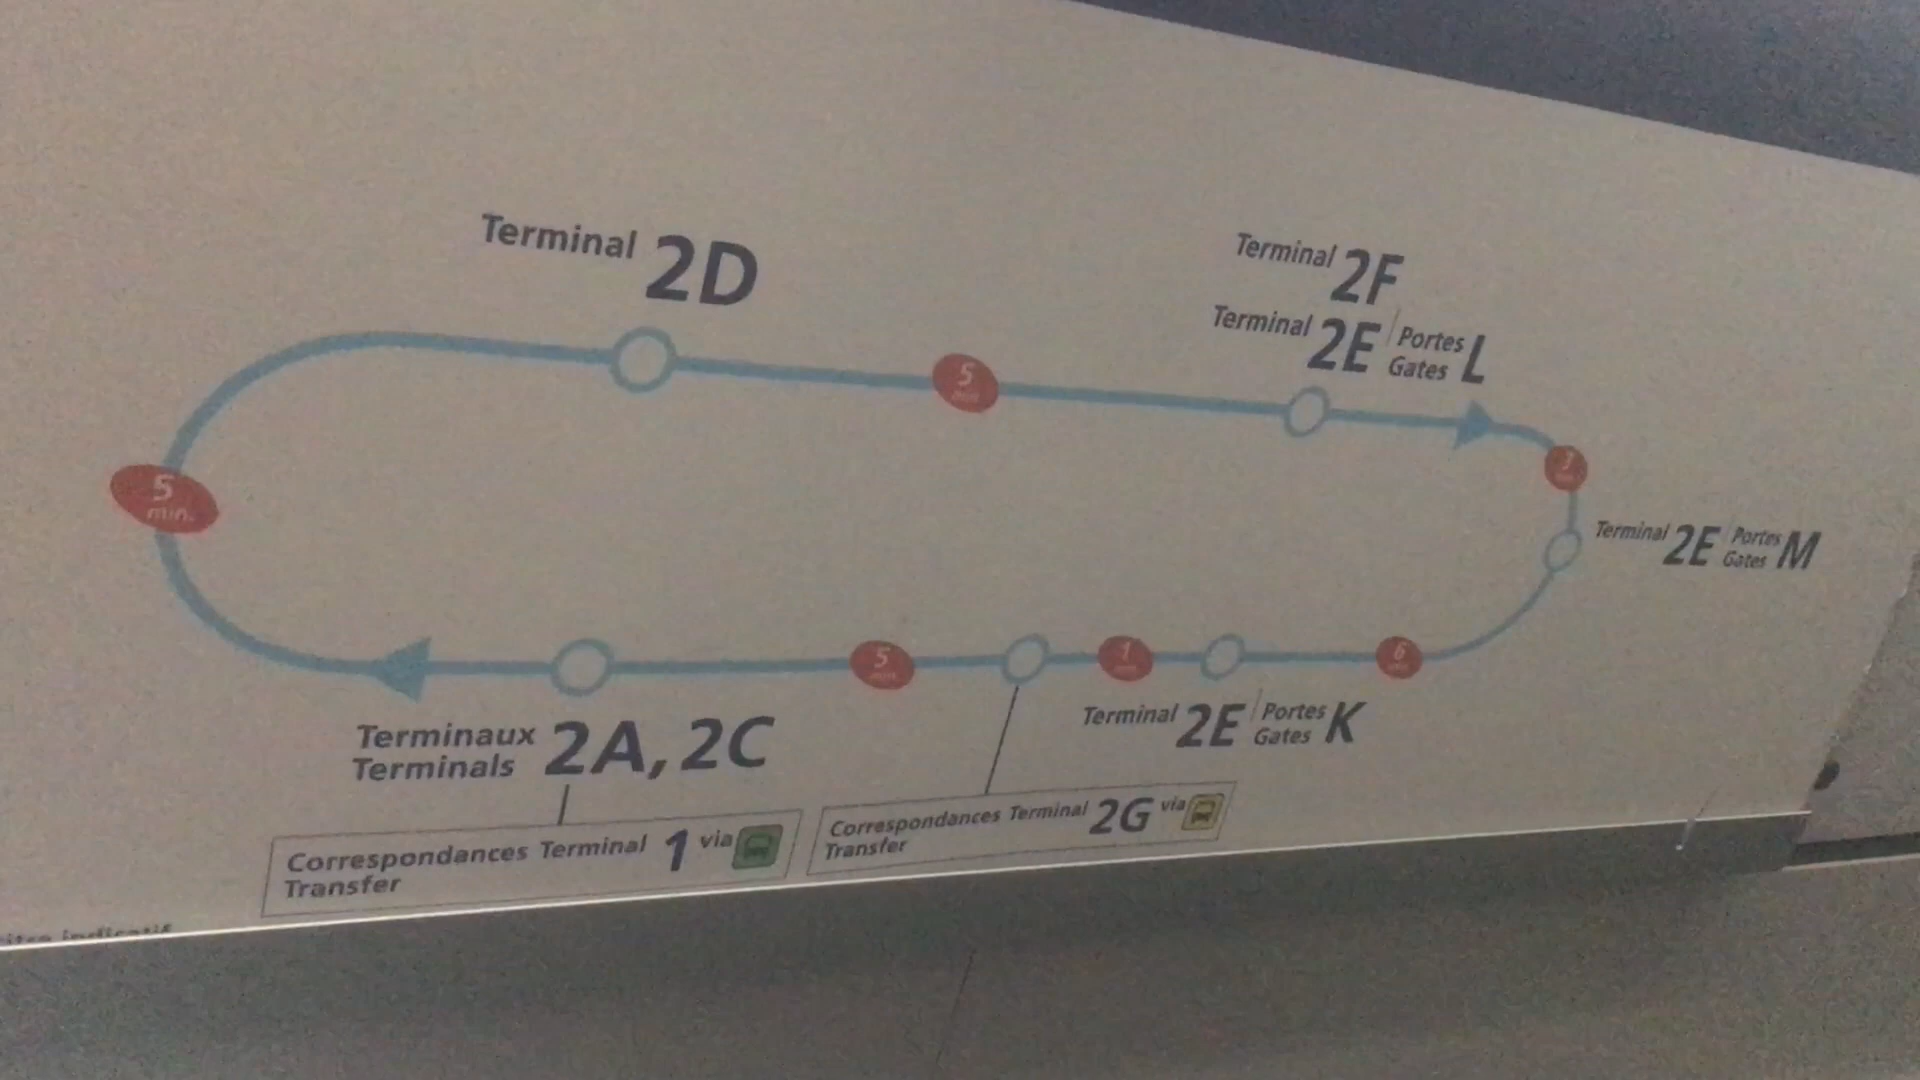 Terminal 2D
Terminal 2F
Terminal 2E Portes Gates L
5 min
5 min.
Terminal 2E Portes Gates M
5 min
1
6 min
Terminaux
Terminals 2A, 2C
Terminal 2E Portes Gates K
Correspondances Terminal 1 via
Transfer
Correspondances Terminal 2G via
Transfer
titre indicatif